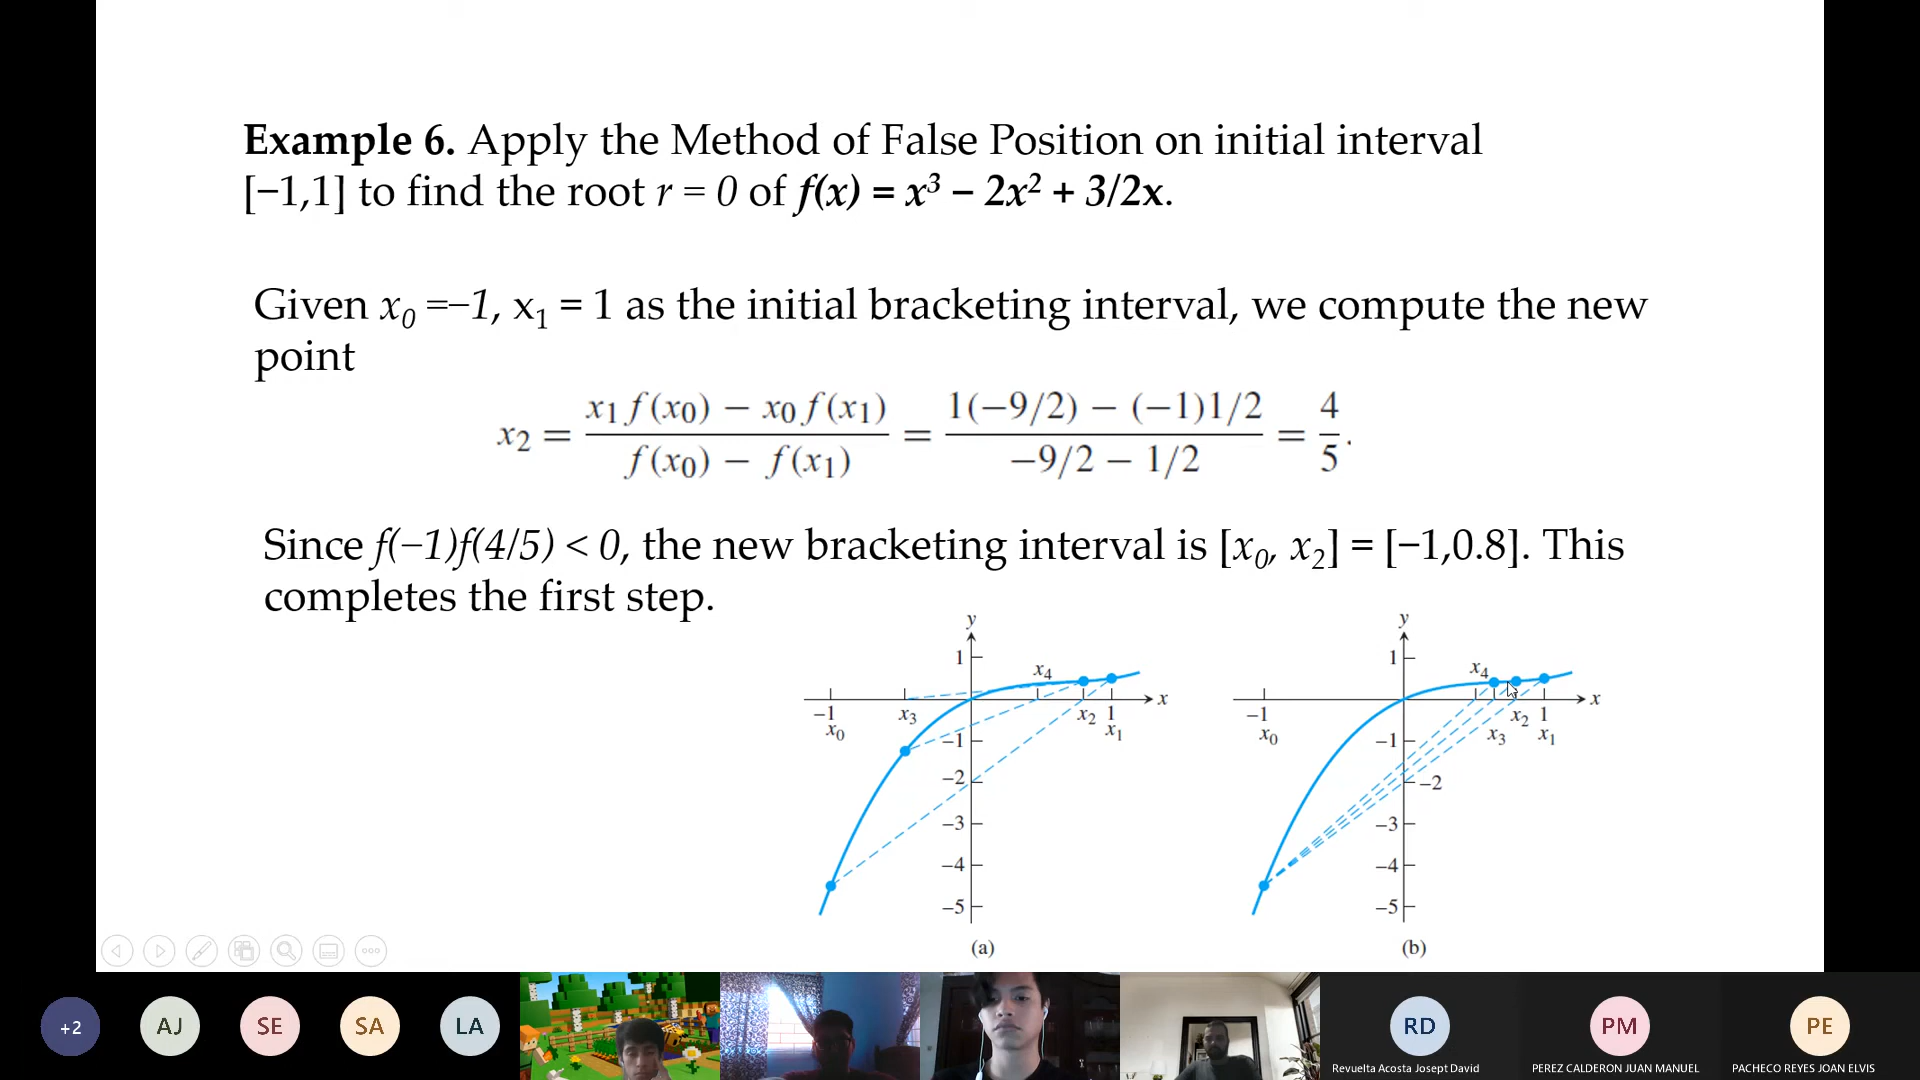 Example 6. Apply the Method of False Position on initial interval
[−1,1] to find the root r = 0 of f(x) = x³ − 2x² + 3/2x.
Given x₀ =−1, x₁ = 1 as the initial bracketing interval, we compute the new
point
x₂ = (x₁ f(x₀) − x₀ f(x₁)) / (f(x₀) − f(x₁)) = (1(−9/2) − (−1)1/2) / (−9/2 − 1/2) = 4/5.
Since f(−1)f(4/5) < 0, the new bracketing interval is [x₀, x₂] = [−1,0.8]. This
completes the first step.
y
1
x₄
x
−1
x₃
x₂
1
x₀
x₁
−1
−2
−3
−4
−5
(a)
y
1
x₄
x
−1
x₂
1
x₀
x₃
x₁
−1
−2
−3
−4
−5
(b)
+2
AJ
SE
SA
LA
RD
PM
PE
Revuelta Acosta Josept David
PEREZ CALDERON JUAN MANUEL
PACHECO REYES JOAN ELVIS